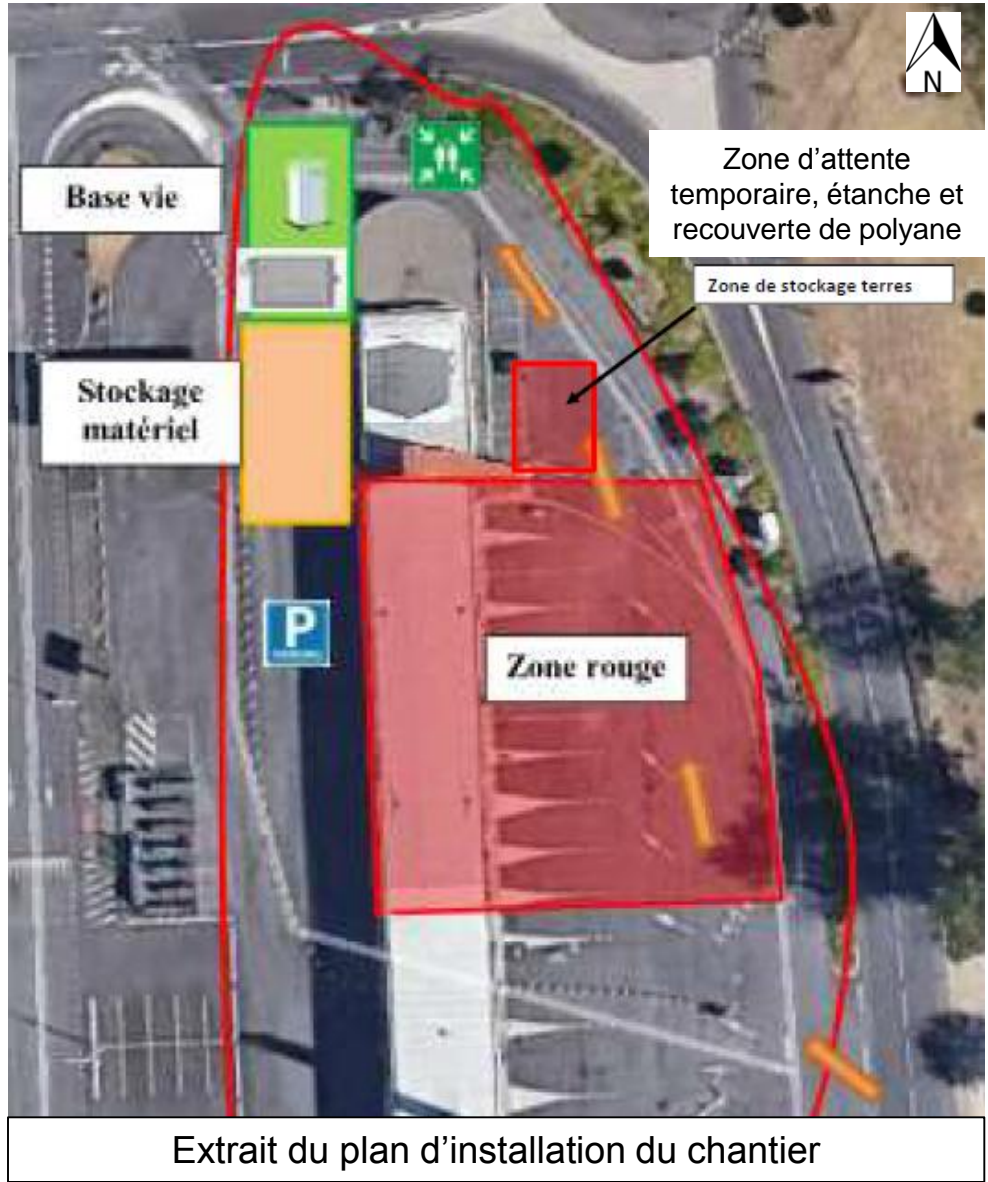 N
Zone d'attente
temporaire, étanche et
recouverte de polyane
Base vie
Zone de stockage terres
Stockage
matériel
P
Zone rouge
Extrait du plan d'installation du chantier